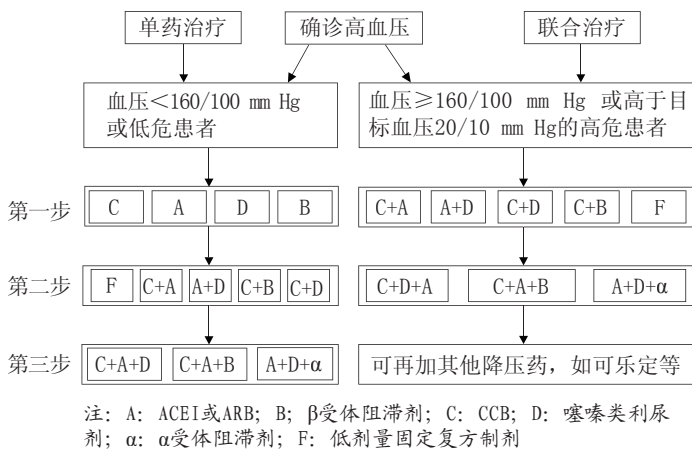 单药治疗 确诊高血压 联合治疗
血压<160/100 mm Hg
或低危患者
血压≥160/100 mm Hg 或高于目
标血压20/10 mm Hg的高危患者
第一步 C A D B C+A A+D C+D C+B F
第二步 F C+A A+D C+B C+D C+D+A C+A+B A+D+α
第三步 C+A+D C+A+B A+D+α 可再加其他降压药，如可乐定等
注：A：ACEI或ARB；B；β受体阻滞剂；C：CCB；D：噻嗪类利尿
剂；α：α受体阻滞剂；F：低剂量固定复方制剂